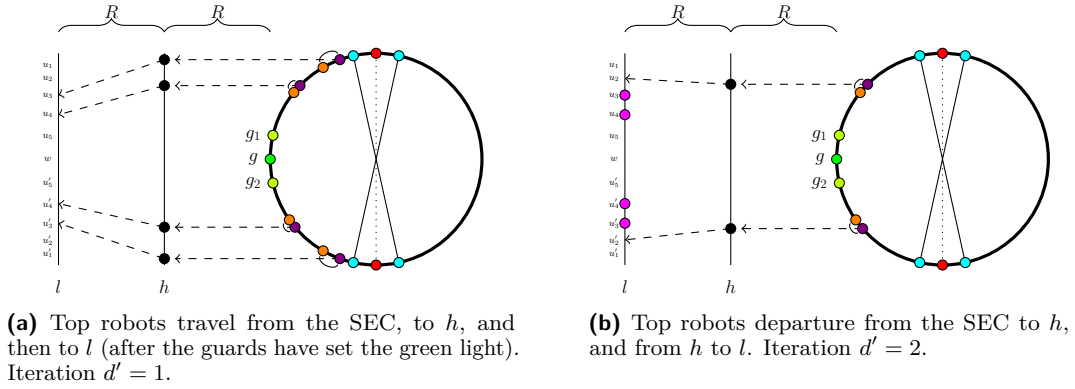 R R
u₁
u₂
u₃
u₄
u₅
w
u′₅
u′₄
u′₃
u′₂
u′₁
g₁
g
g₂
l h
R R
u₁
u₂
u₃
u₄
u₅
w
u′₅
u′₄
u′₃
u′₂
u′₁
g₁
g
g₂
l h
(a) Top robots travel from the SEC, to h, and
then to l (after the guards have set the green light).
Iteration d′ = 1.
(b) Top robots departure from the SEC to h,
and from h to l. Iteration d′ = 2.